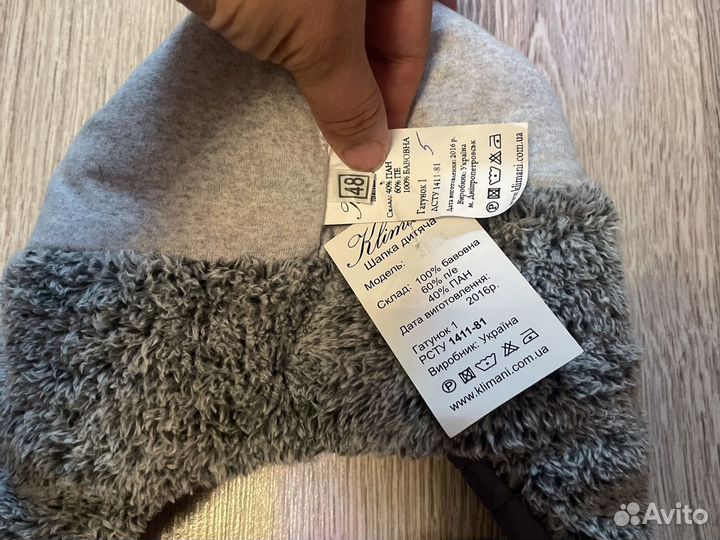 48
Склад: 40% ПАН
60% ПЕ
100% БАВОВНА
5
Гатунок 1
ДСТУ 1411-81
Дата виготовлення: 2016 р.
Виробник: Україна
м. Дніпропетровськ
www.klimani.com.ua
Шапка дитяча
Модель:
Склад: 100% бавовна
60% п/е
40% ПАН
Дата виготовлення:
2016р.
Гатунок 1
РСТУ 1411-81
Виробник: Україна
www.klimani.com.ua
Avito